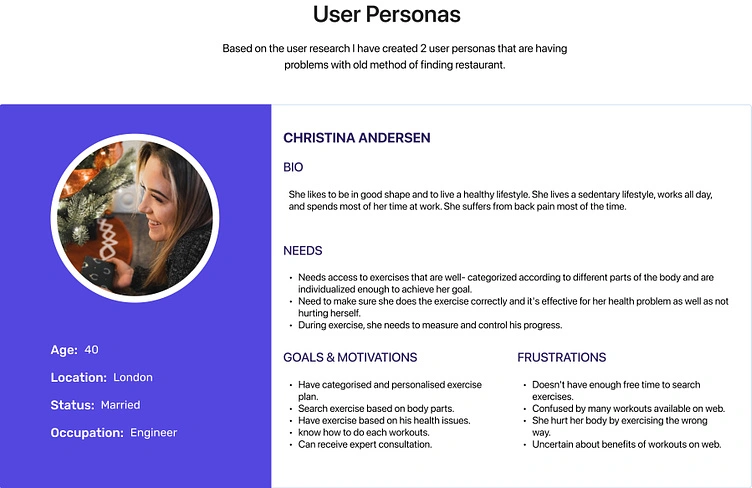 User Personas
Based on the user research I have created 2 user personas that are having
problems with old method of finding restaurant.
CHRISTINA ANDERSEN
BIO
She likes to be in good shape and to live a healthy lifestyle. She lives a sedentary lifestyle, works all day,
and spends most of her time at work. She suffers from back pain most of the time.
NEEDS
• Needs access to exercises that are well- categorized according to different parts of the body and are
individualized enough to achieve her goal.
• Need to make sure she does the exercise correctly and it's effective for her health problem as well as not
hurting herself.
• During exercise, she needs to measure and control his progress.
Age: 40
Location: London
Status: Married
Occupation: Engineer
GOALS & MOTIVATIONS
• Have categorised and personalised exercise
plan.
• Search exercise based on body parts.
• Have exercise based on his health issues.
• know how to do each workouts.
• Can receive expert consultation.
FRUSTRATIONS
• Doesn't have enough free time to search
exercises.
• Confused by many workouts available on web.
• She hurt her body by exercising the wrong
way.
• Uncertain about benefits of workouts on web.